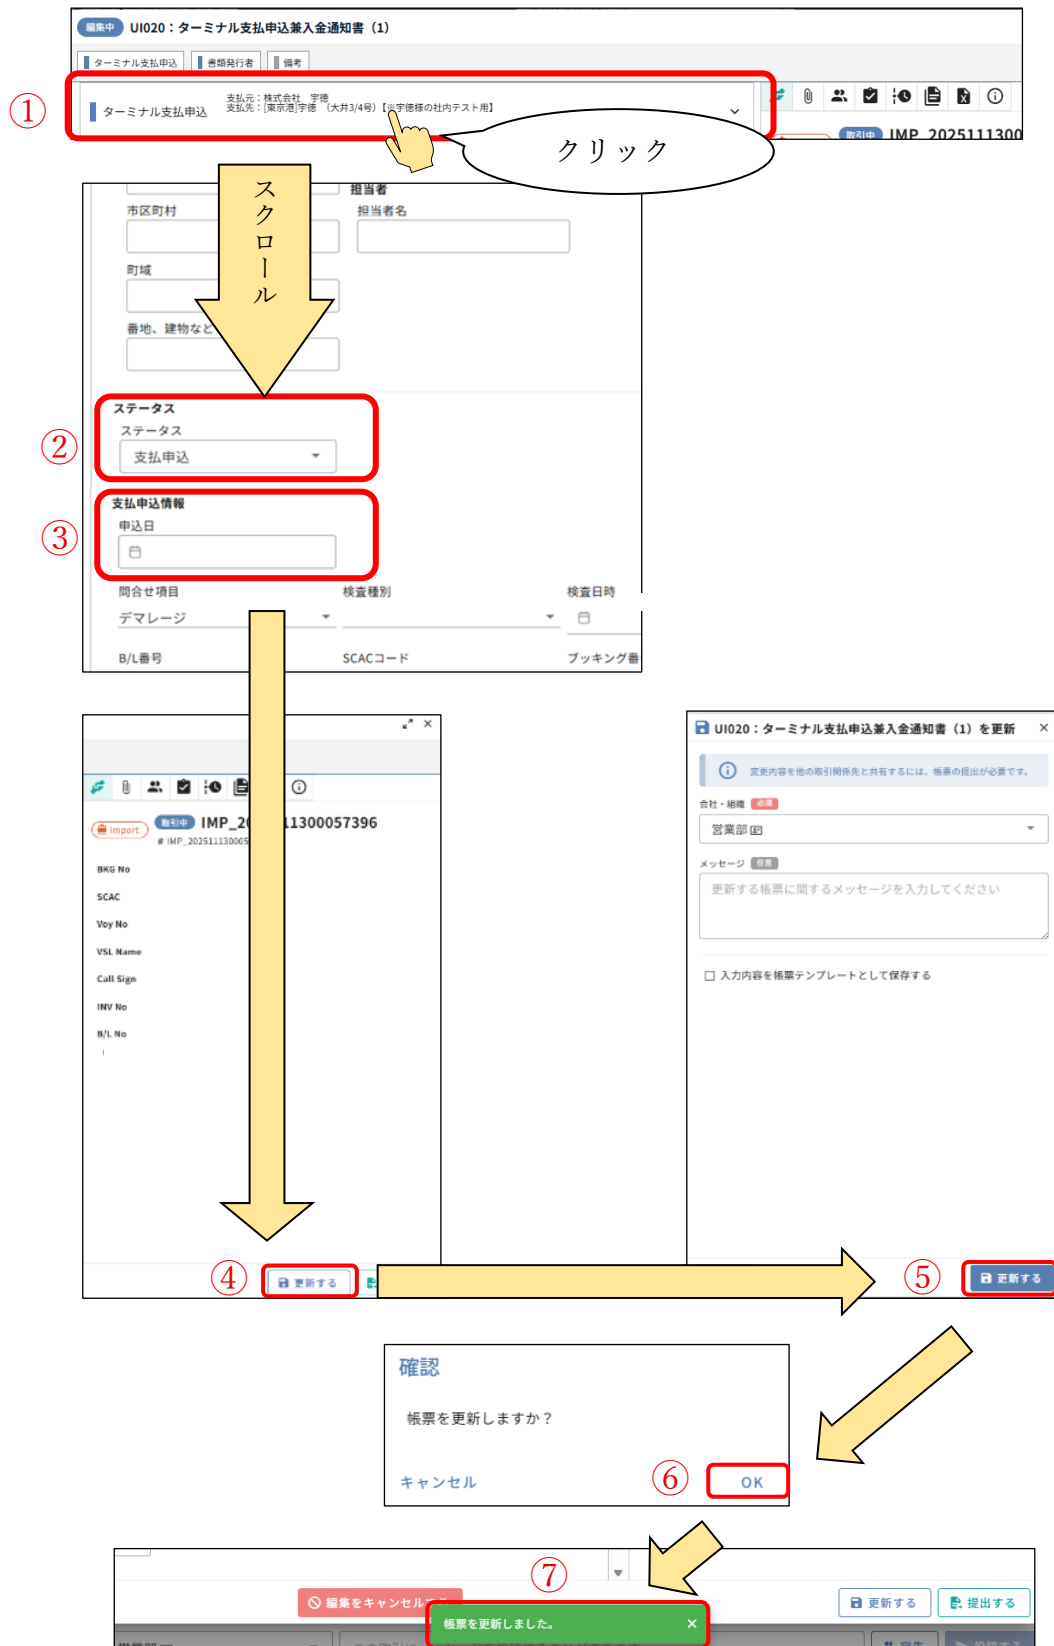 編集中 UI020：ターミナル支払申込兼入金通知書（1）
ターミナル支払申込 書類発行者 備考
①
ターミナル支払申込
支払元：株式会社 宇徳
支払先：[東京港]宇徳 （大井3/4号）【※宇徳様の社内テスト用】
取引中 IMP_2025111300
クリック
スクロール
担当者
市区町村 担当者名
町域
番地、建物など
ステータス
②
ステータス
支払申込
支払申込情報
③
申込日
問合せ項目 検査種別 検査日時
デマレージ
B/L番号 SCACコード ブッキング番
Import 取引中 IMP_20 11300057396
# IMP_202511130005
BKG No
SCAC
Voy No
VSL Name
Call Sign
INV No
B/L No
④ 更新する
UI020：ターミナル支払申込兼入金通知書（1）を更新 ×
変更内容を他の取引関係先と共有するには、帳票の提出が必要です。
会社・組織 必須
営業部
メッセージ 任意
更新する帳票に関するメッセージを入力してください
入力内容を帳票テンプレートとして保存する
⑤ 更新する
確認
帳票を更新しますか？
キャンセル ⑥ OK
⑦
編集をキャンセル 更新する 提出する
帳票を更新しました。 ×